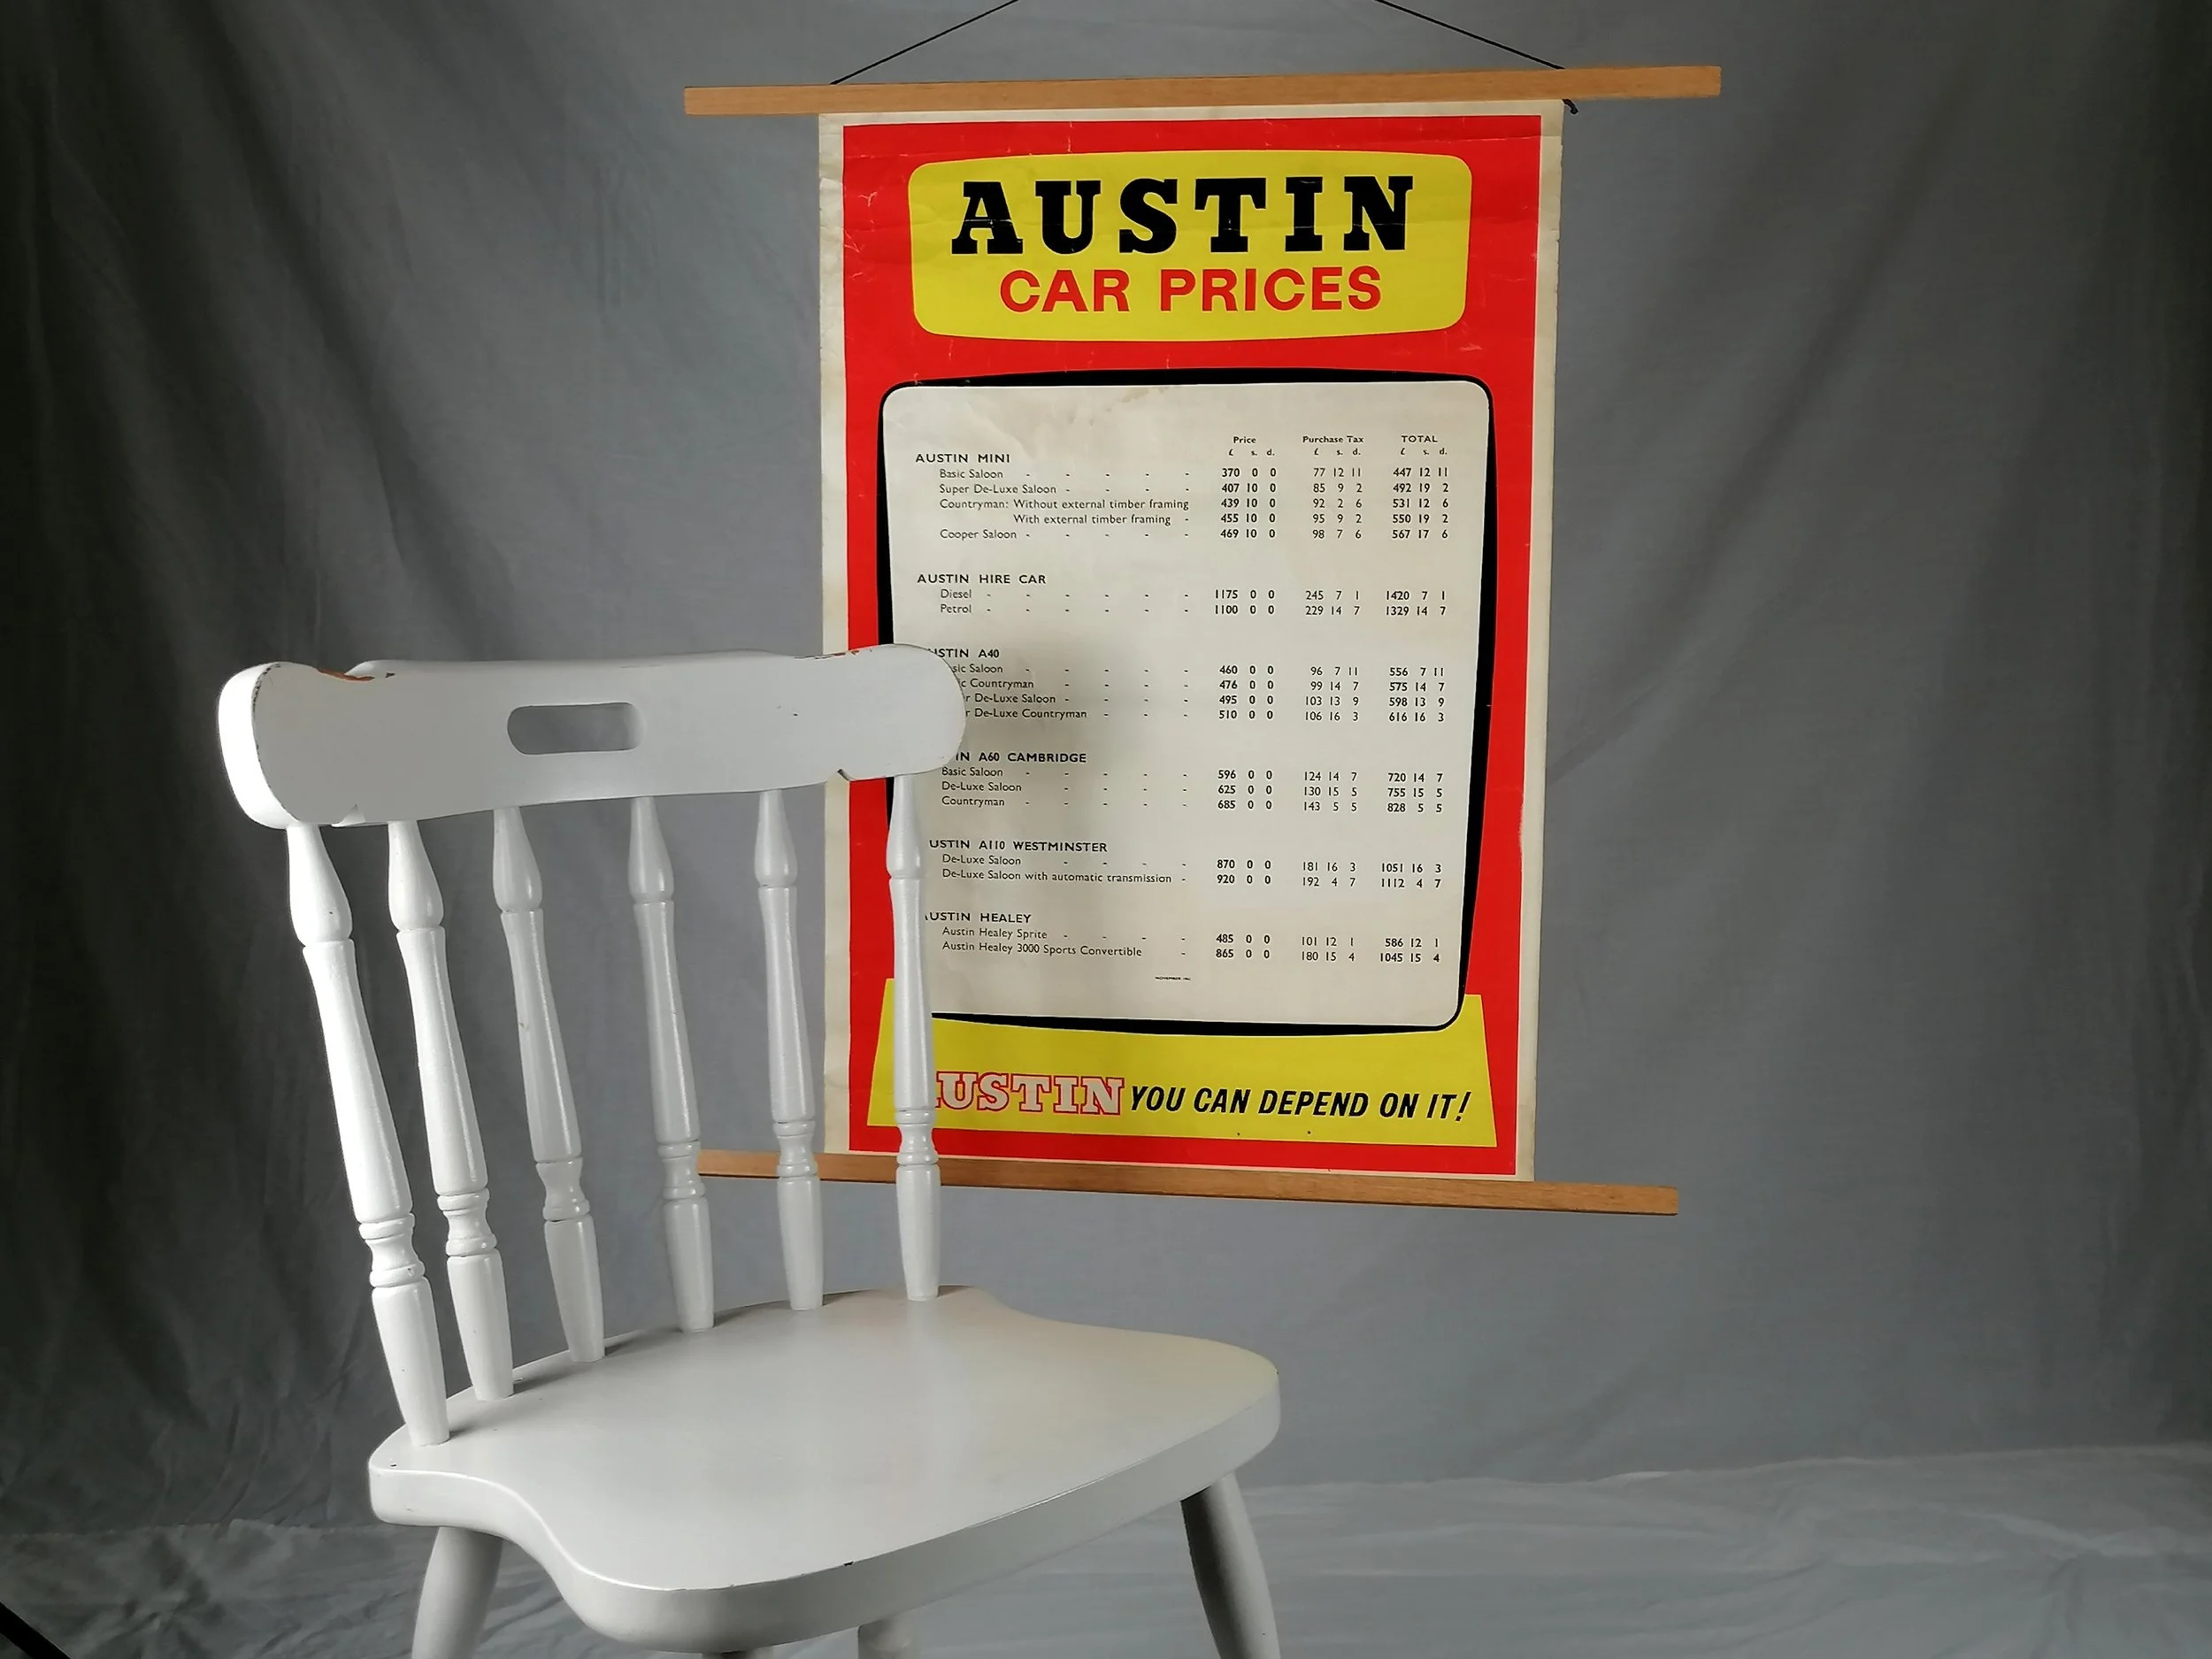 AUSTIN
CAR PRICES
Price Purchase Tax TOTAL
£ s. d. £ s. d. £ s. d.
AUSTIN MINI
Basic Saloon - - - - - 370 0 0 77 12 11 447 12 11
Super De-Luxe Saloon - - - - 407 10 0 85 9 2 492 19 2
Countryman: Without external timber framing 439 10 0 92 2 6 531 12 6
With external timber framing - 455 10 0 95 9 2 550 19 2
Cooper Saloon - - - - - 469 10 0 98 7 6 567 17 6
AUSTIN HIRE CAR
Diesel - - - - - - 1175 0 0 245 7 1 1420 7 1
Petrol - - - - - - 1100 0 0 229 14 7 1329 14 7
STIN A40
sic Saloon - - - - - 460 0 0 96 7 11 556 7 11
c Countryman - - - - 476 0 0 99 14 7 575 14 7
r De-Luxe Saloon - - - - 495 0 0 103 13 9 598 13 9
r De-Luxe Countryman - - - 510 0 0 106 16 3 616 16 3
IN A60 CAMBRIDGE
Basic Saloon - - - - - 596 0 0 124 14 7 720 14 7
De-Luxe Saloon - - - - 625 0 0 130 15 5 755 15 5
Countryman - - - - - 685 0 0 143 5 5 828 5 5
USTIN A110 WESTMINSTER
De-Luxe Saloon - - - - 870 0 0 181 16 3 1051 16 3
De-Luxe Saloon with automatic transmission - 920 0 0 192 4 7 1112 4 7
USTIN HEALEY
Austin Healey Sprite - - - - 485 0 0 101 12 1 586 12 1
Austin Healey 3000 Sports Convertible - 865 0 0 180 15 4 1045 15 4
NOVEMBER
USTIN YOU CAN DEPEND ON IT!